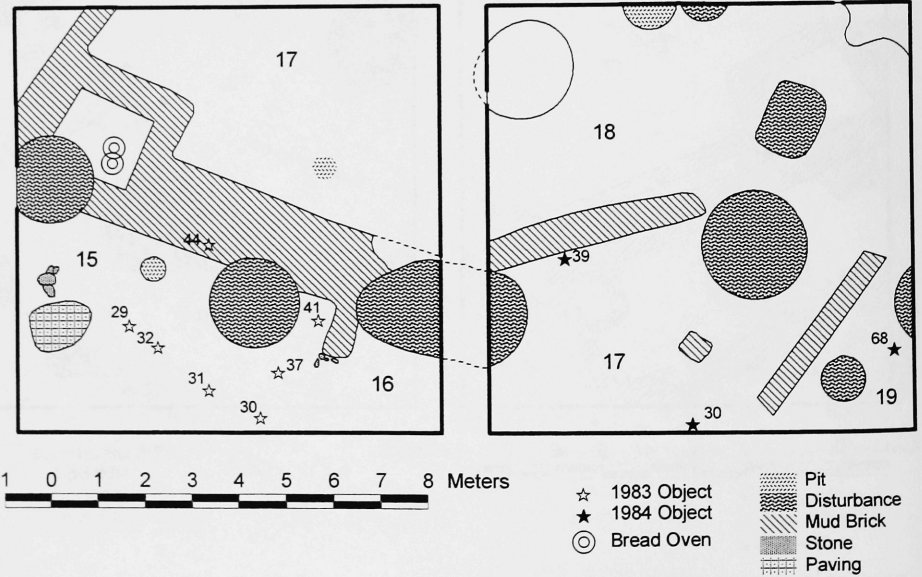 17
18
44
39
15
41
29
32
17
68
37
31
16
30
30
19
1 0 1 2 3 4 5 6 7 8 Meters
1983 Object
1984 Object
Bread Oven
Pit
Disturbance
Mud Brick
Stone
Paving